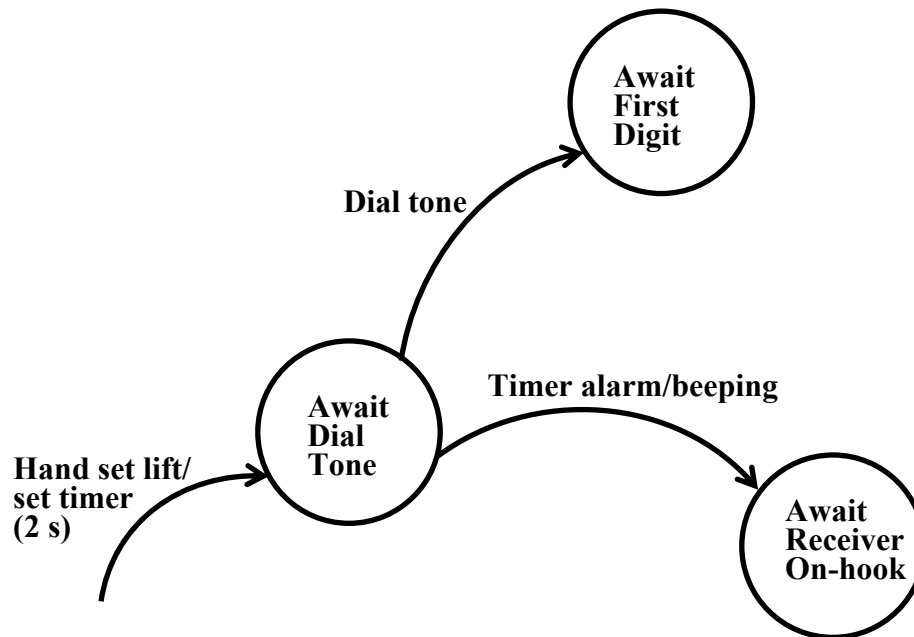 Await
First
Digit
Dial tone
Timer alarm/beeping
Await
Dial
Tone
Hand set lift/
set timer
(2 s)
Await
Receiver
On-hook